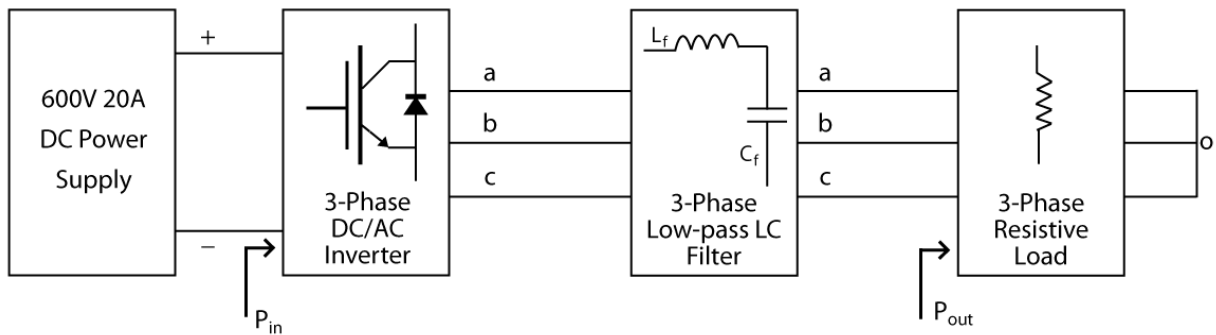 600V 20A
DC Power
Supply
+
−
P_in
3-Phase
DC/AC
Inverter
a
b
c
L_f
C_f
3-Phase
Low-pass LC
Filter
a
b
c
P_out
3-Phase
Resistive
Load
o